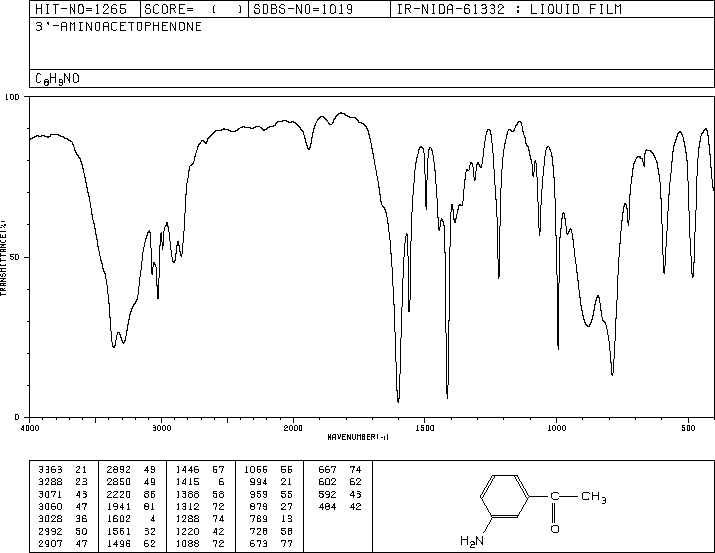 HIT-NO=1265 SCORE= ( ) SDBS-NO=1019 IR-NIDA-61332 : LIQUID FILM
3'-AMINOACETOPHENONE
C8H9NO
100
TRANSMITTANCE(%)
50
0
4000 3000 2000 1500 1000 500
WAVENUMBER(-1)
3363 21 2892 49 1446 57 1066 55 667 74
3288 23 2850 49 1415 6 994 21 602 62
3071 43 2220 86 1388 58 959 55 592 43
3060 47 1941 81 1312 72 879 27 484 42
3028 36 1602 4 1288 74 789 13
2992 50 1561 32 1220 42 728 58
2907 47 1496 62 1088 72 673 77
C CH3
O
H2N